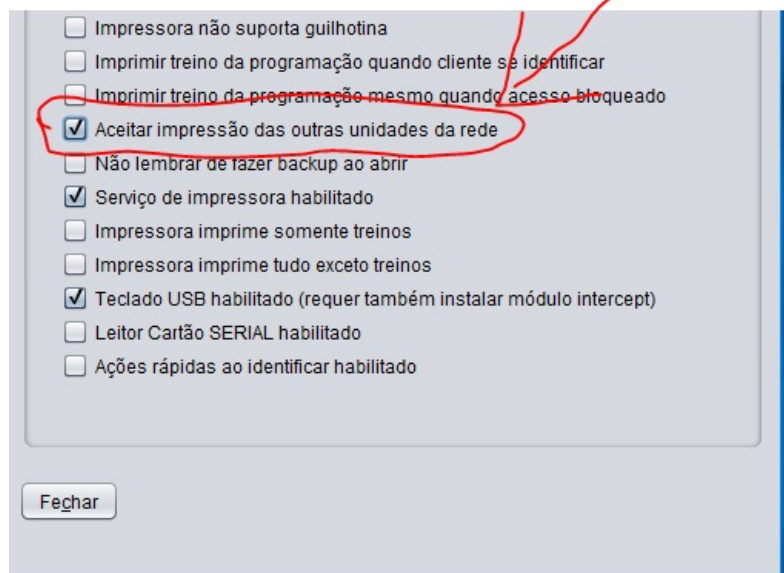 Impressora não suporta guilhotina
Imprimir treino da programação quando cliente se identificar
Imprimir treino da programação mesmo quando acesso bloqueado
Aceitar impressão das outras unidades da rede
Não lembrar de fazer backup ao abrir
Serviço de impressora habilitado
Impressora imprime somente treinos
Impressora imprime tudo exceto treinos
Teclado USB habilitado (requer também instalar módulo intercept)
Leitor Cartão SERIAL habilitado
Ações rápidas ao identificar habilitado
Fechar